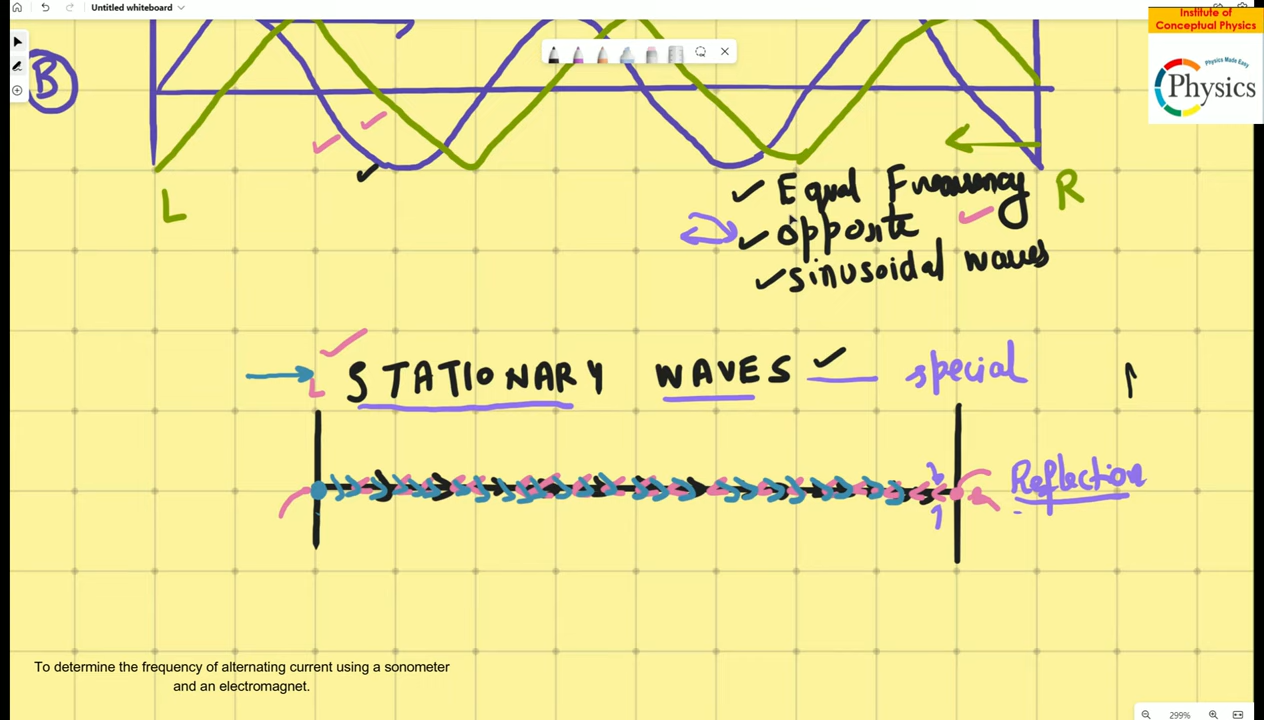 Untitled whiteboard
Institute of
Conceptual Physics
Physics Made Easy
Physics
B
L
R
Equal Frequency
opposite
sinusoidal waves
STATIONARY WAVES
special
L
Reflection
To determine the frequency of alternating current using a sonometer
and an electromagnet.
299%